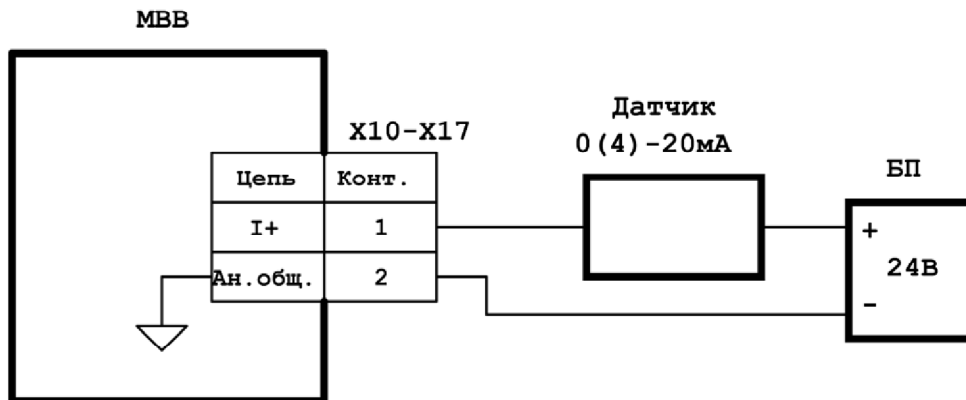 МВВ
Датчик
0(4)-20мА
X10-X17
БП
Цепь Конт.
I+ 1
+
Ан.общ. 2
24В
-